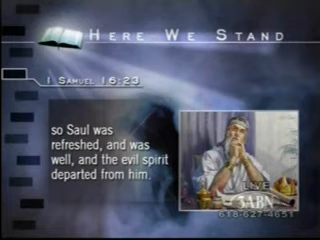 HERE WE STAND
1 SAMUEL 16:23
so Saul was
refreshed, and was
well, and the evil spirit
departed from him.
LIVE
3ABN
618-627-4651